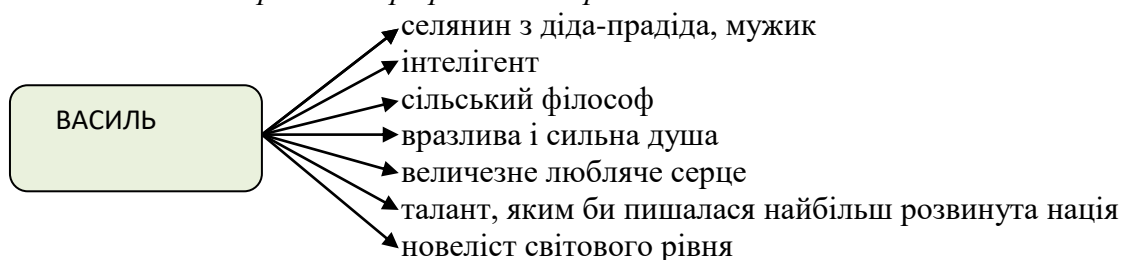 селянин з діда-прадіда, мужик
інтелігент
ВАСИЛЬ
сільський філософ
вразлива і сильна душа
величезне любляче серце
талант, яким би пишалася найбільш розвинута нація
новеліст світового рівня